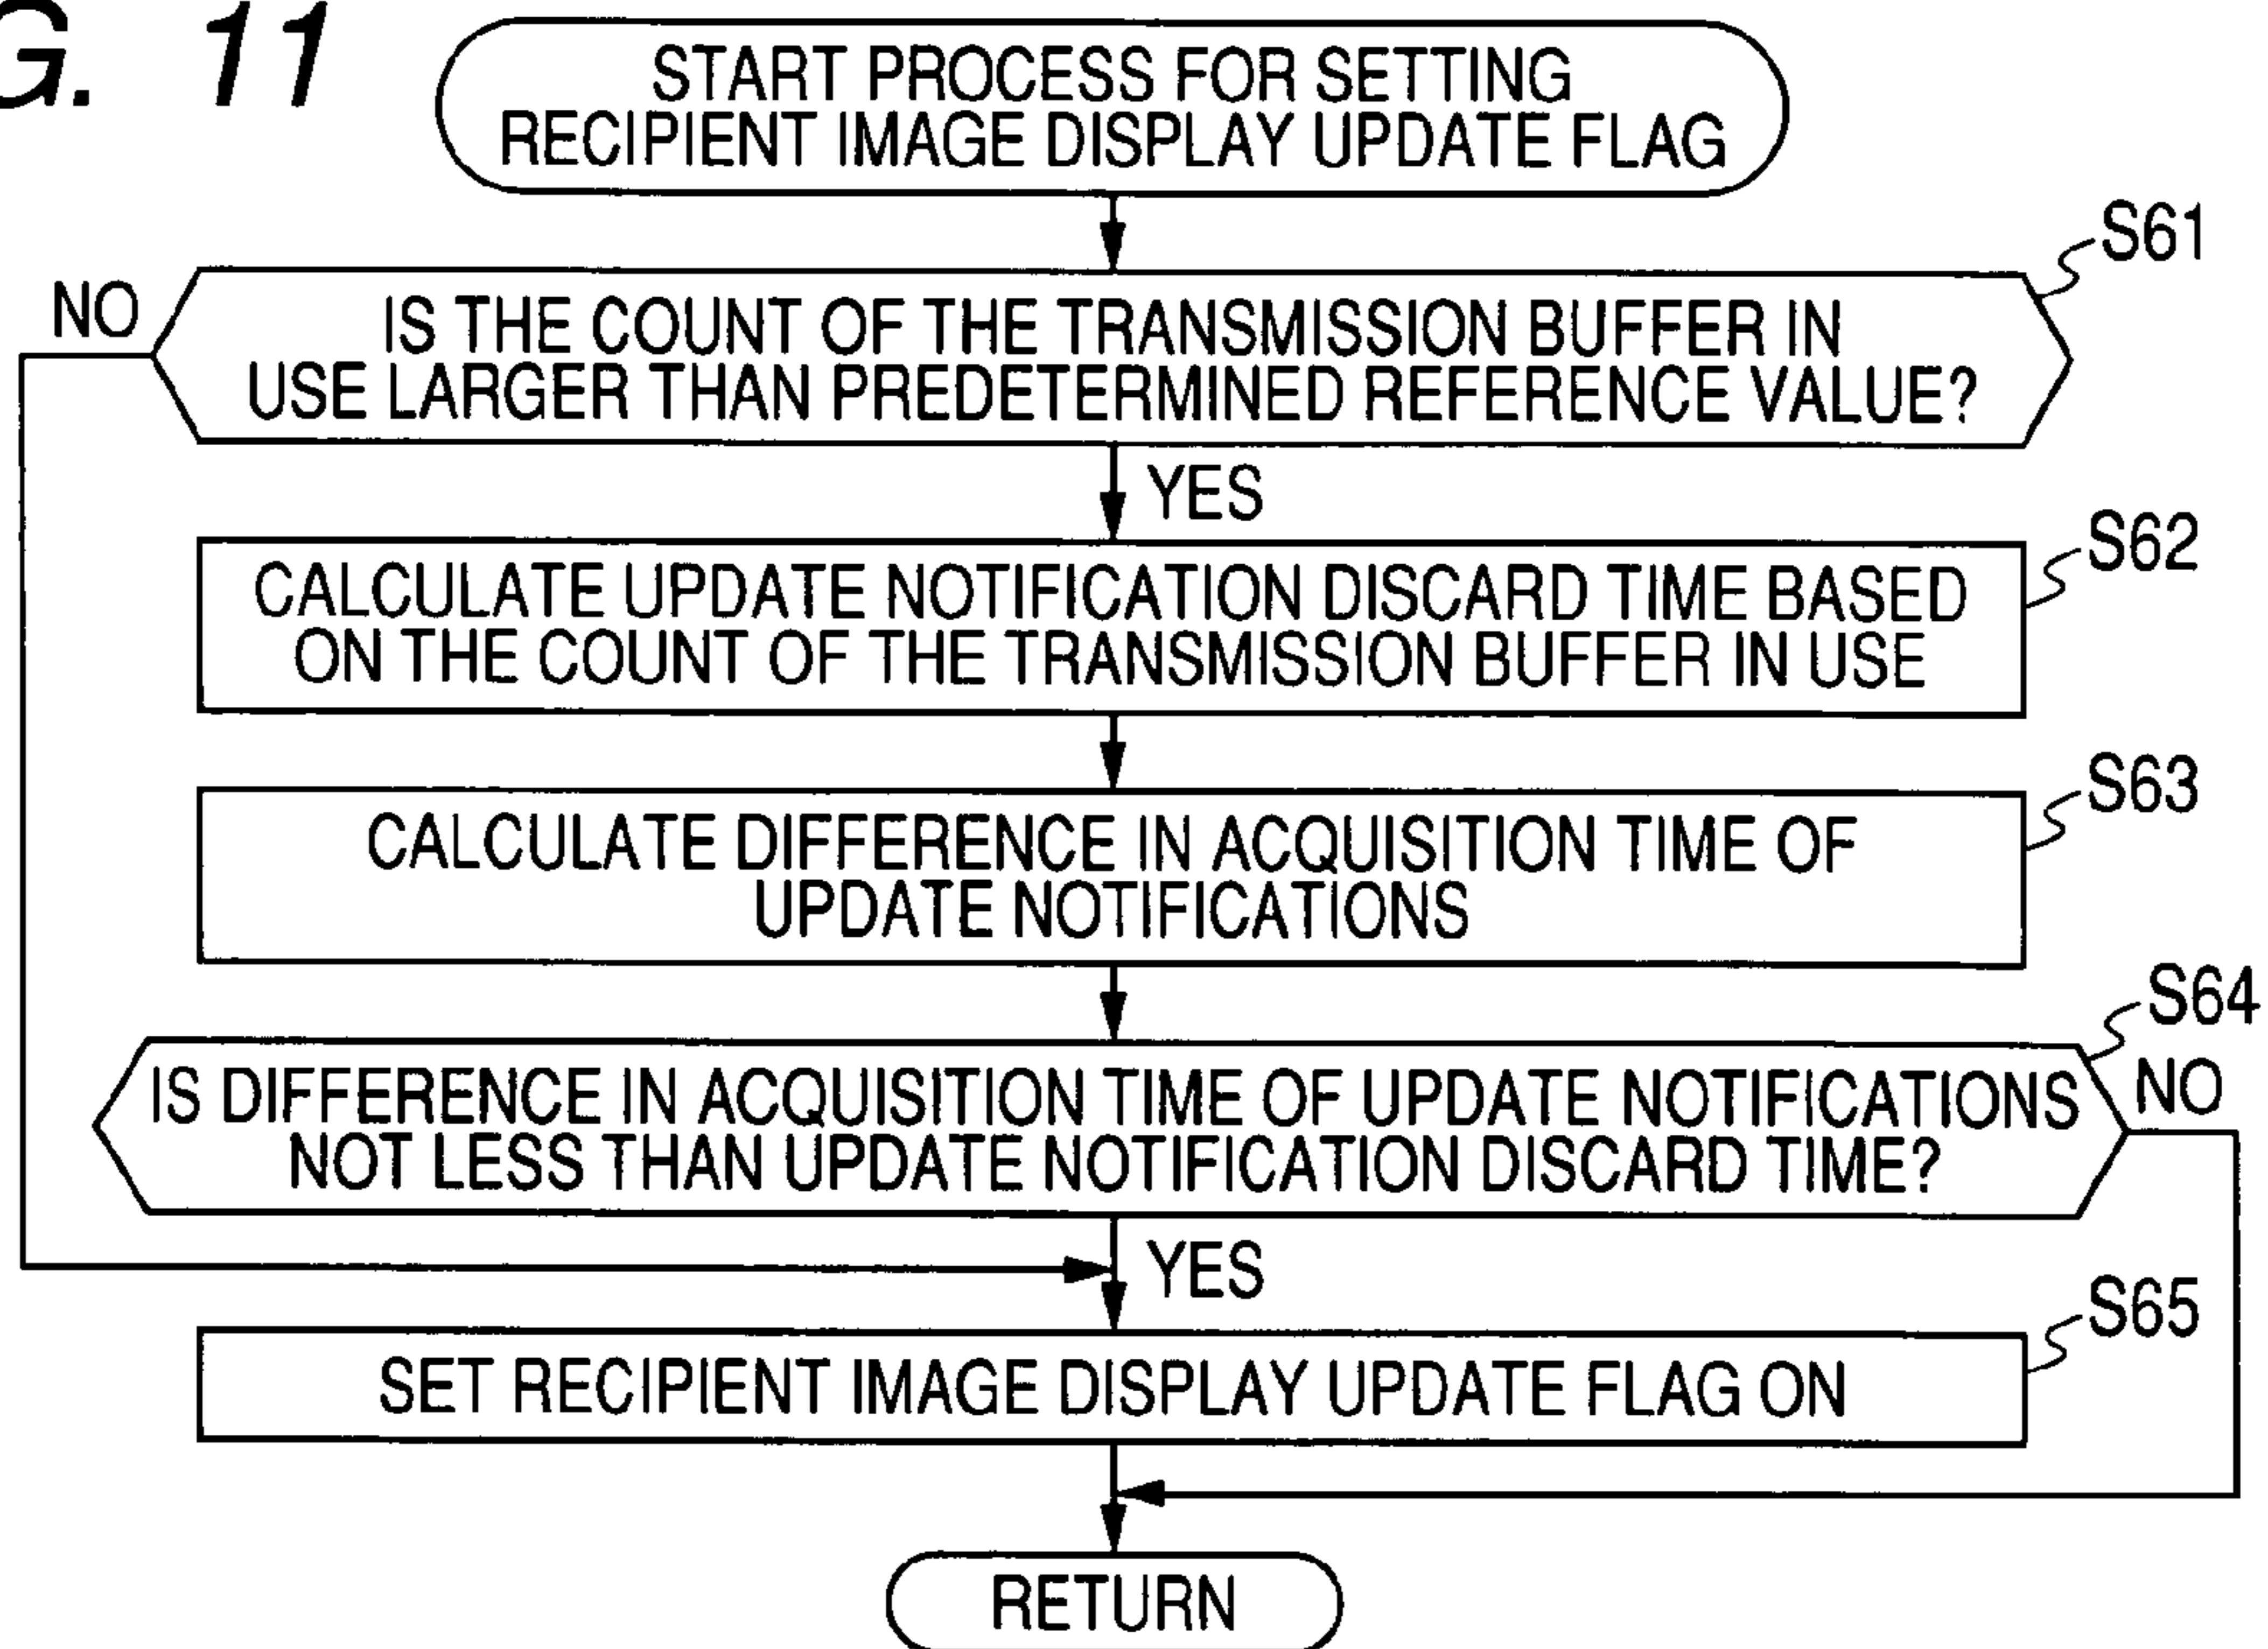 G. 11
START PROCESS FOR SETTING
RECIPIENT IMAGE DISPLAY UPDATE FLAG
S61
NO
IS THE COUNT OF THE TRANSMISSION BUFFER IN
USE LARGER THAN PREDETERMINED REFERENCE VALUE?
YES
S62
CALCULATE UPDATE NOTIFICATION DISCARD TIME BASED
ON THE COUNT OF THE TRANSMISSION BUFFER IN USE
S63
CALCULATE DIFFERENCE IN ACQUISITION TIME OF
UPDATE NOTIFICATIONS
S64
IS DIFFERENCE IN ACQUISITION TIME OF UPDATE NOTIFICATIONS
NOT LESS THAN UPDATE NOTIFICATION DISCARD TIME?
NO
YES
S65
SET RECIPIENT IMAGE DISPLAY UPDATE FLAG ON
RETURN